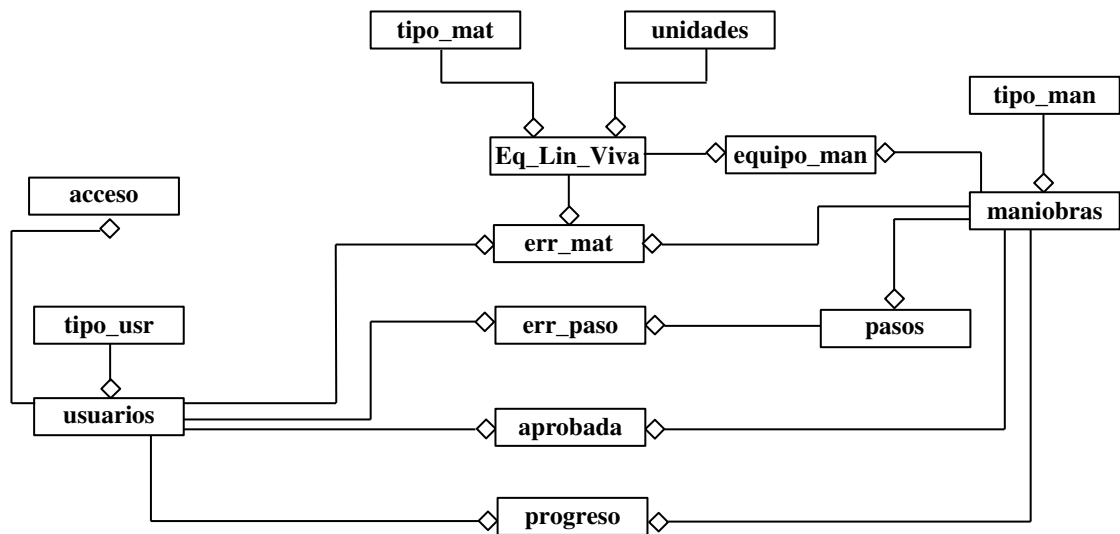 tipo_mat
unidades
tipo_man
Eq_Lin_Viva
equipo_man
acceso
maniobras
err_mat
tipo_usr
err_paso
pasos
usuarios
aprobada
progreso